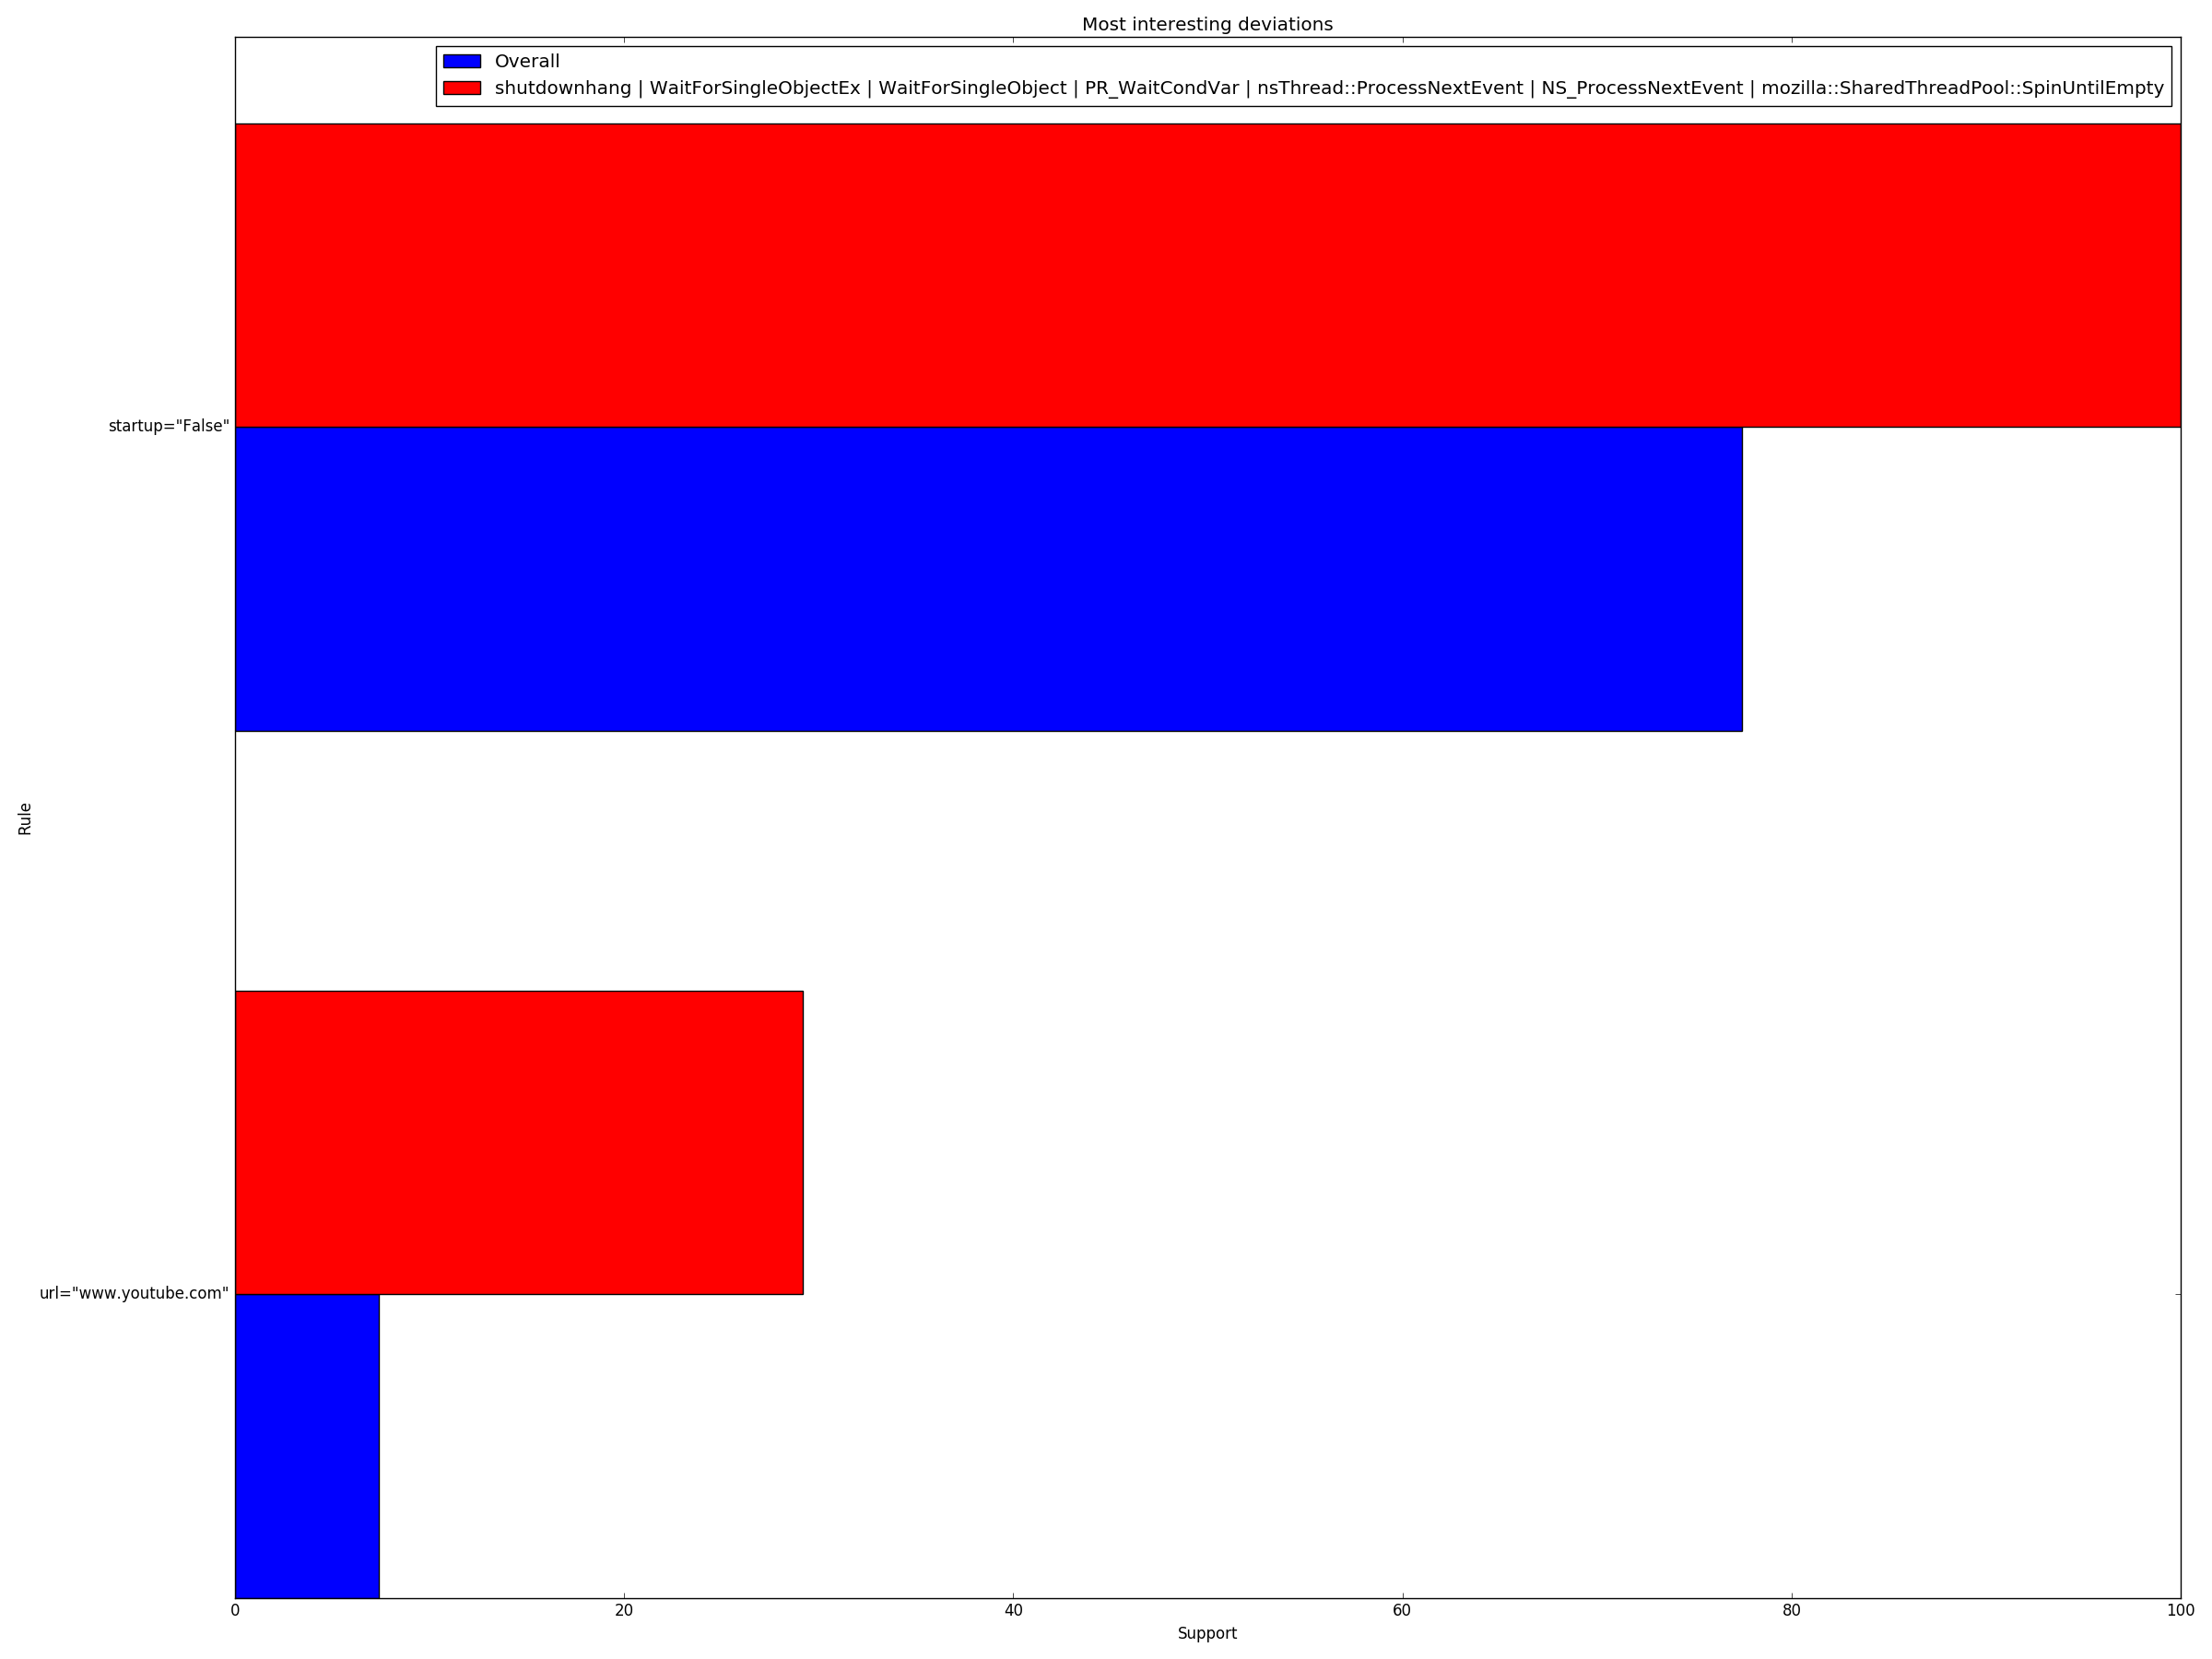 Most interesting deviations
Overall
shutdownhang | WaitForSingleObjectEx | WaitForSingleObject | PR_WaitCondVar | nsThread::ProcessNextEvent | NS_ProcessNextEvent | mozilla::SharedThreadPool::SpinUntilEmpty
startup="False"
Rule
url="www.youtube.com"
0 20 40 60 80 100
Support